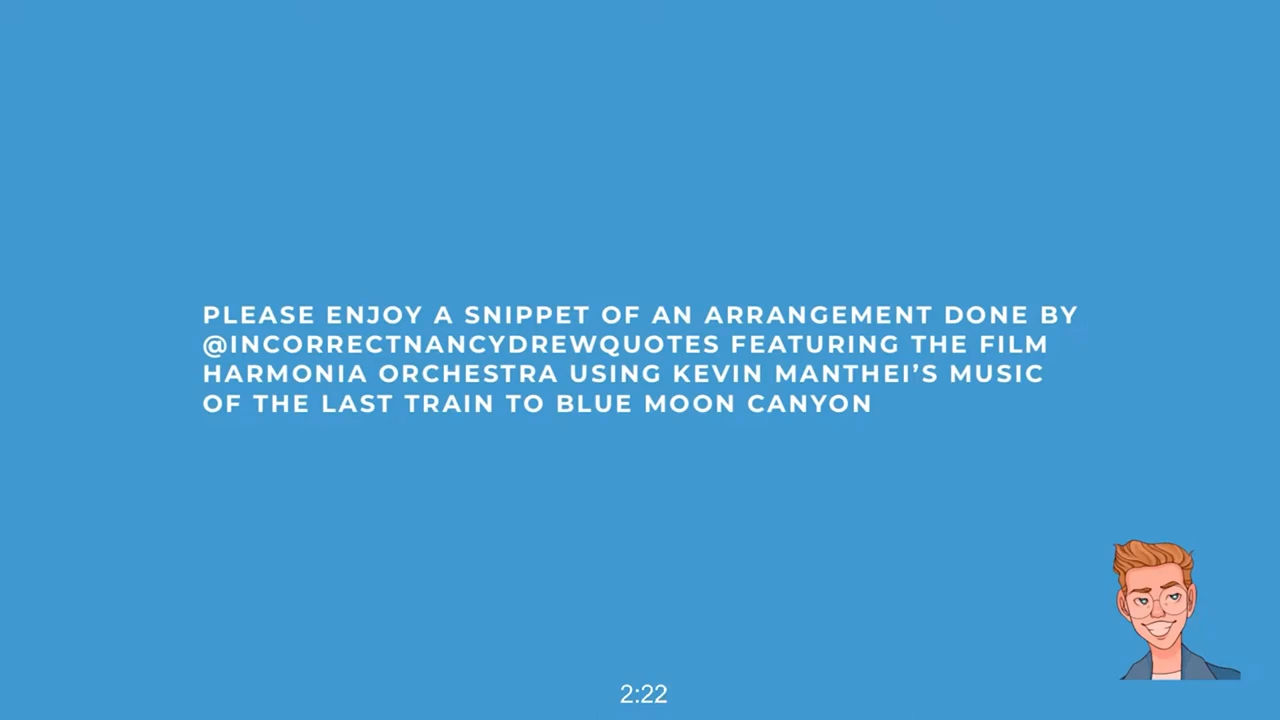 PLEASE ENJOY A SNIPPET OF AN ARRANGEMENT DONE BY
@INCORRECTNANCYDREWQUOTES FEATURING THE FILM
HARMONIA ORCHESTRA USING KEVIN MANTHEI’S MUSIC
OF THE LAST TRAIN TO BLUE MOON CANYON
2:22